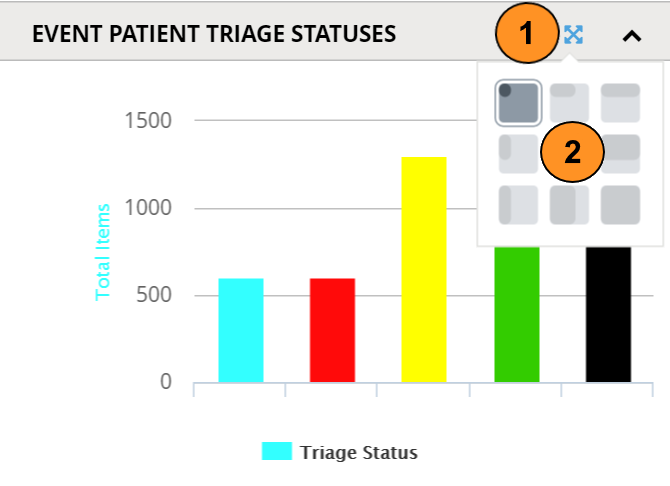 EVENT PATIENT TRIAGE STATUSES 1
2
1500
1000
500
0
Total Items
Triage Status